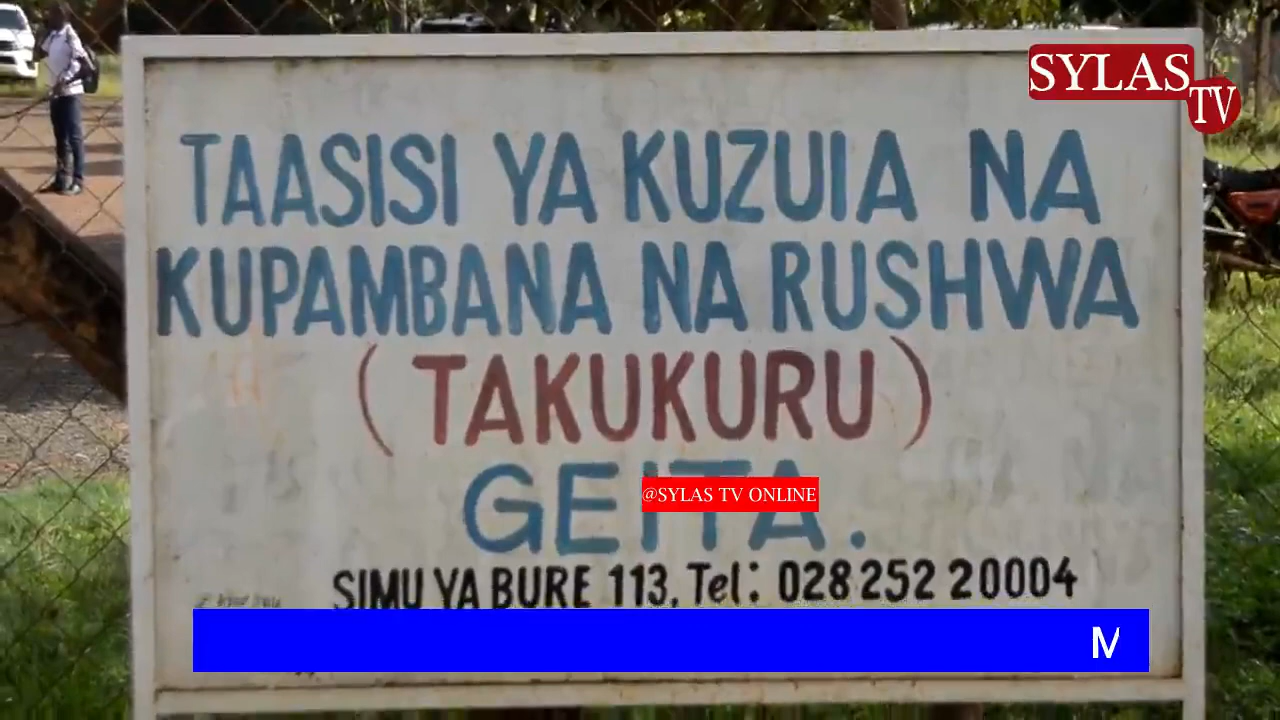 SYLAS
TV
TAASISI YA KUZUIA NA
KUPAMBANA NA RUSHWA
(TAKUKURU)
GEITA.
@SYLAS TV ONLINE
SIMU YA BURE 113, Tel: 028 252 20004
M